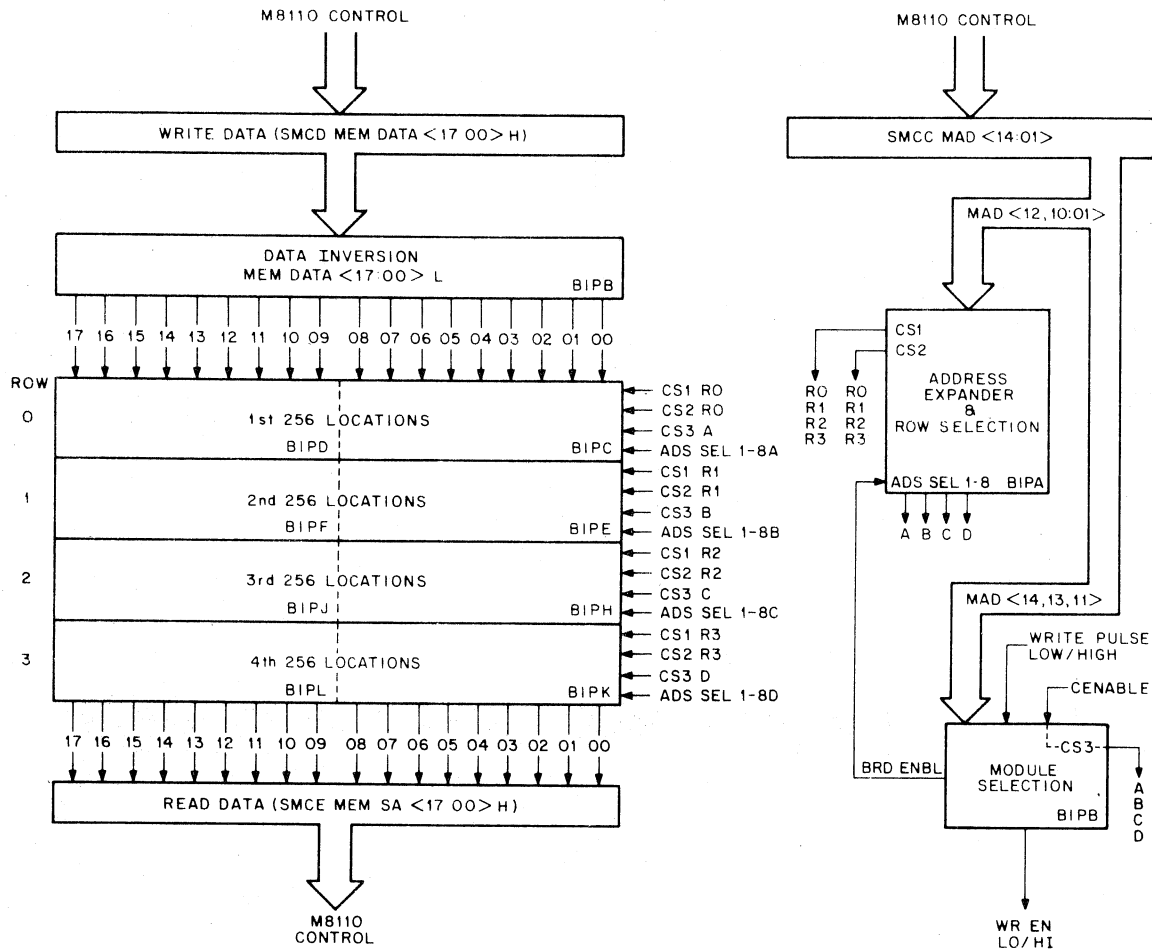 M8110 CONTROL
WRITE DATA (SMCD MEM DATA <17 00> H)
DATA INVERSION
MEM DATA <17:00> L
BIPB
17 16 15 14 13 12 11 10 09 08 07 06 05 04 03 02 01 00
ROW
0
1st 256 LOCATIONS
BIPD
BIPC
CS1 R0
CS2 R0
CS3 A
ADS SEL 1-8A
1
2nd 256 LOCATIONS
BIPF
BIPE
CS1 R1
CS2 R1
CS3 B
ADS SEL 1-8B
2
3rd 256 LOCATIONS
BIPJ
BIPH
CS1 R2
CS2 R2
CS3 C
ADS SEL 1-8C
3
4th 256 LOCATIONS
BIPL
BIPK
CS1 R3
CS2 R3
CS3 D
ADS SEL 1-8D
17 16 15 14 13 12 11 10 09 08 07 06 05 04 03 02 01 00
READ DATA (SMCE MEM SA <17 00> H)
M8110
CONTROL
M8110 CONTROL
SMCC MAD <14:01>
MAD <12,10:01>
CS1
CS2
R0 R0
R1 R1
R2 R2
R3 R3
ADDRESS
EXPANDER
&
ROW SELECTION
ADS SEL 1-8 BIPA
A B C D
MAD <14,13,11>
WRITE PULSE
LOW/HIGH
CENABLE
CS3
BRD ENBL
MODULE
SELECTION
BIPB
A
B
C
D
WR EN
LO/HI